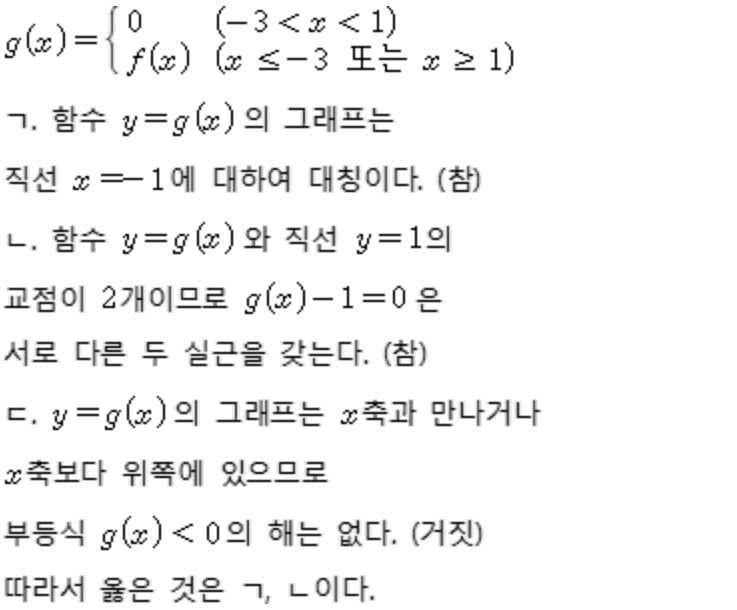 g(x)={0 (-3<x<1)
f(x) (x ≤-3 또는 x ≥ 1)
ㄱ. 함수 y=g(x)의 그래프는
직선 x=-1에 대하여 대칭이다. (참)
ㄴ. 함수 y=g(x)와 직선 y=1의
교점이 2개이므로 g(x)-1=0은
서로 다른 두 실근을 갖는다. (참)
ㄷ. y=g(x)의 그래프는 x축과 만나거나
x축보다 위쪽에 있으므로
부등식 g(x)<0의 해는 없다. (거짓)
따라서 옳은 것은 ㄱ, ㄴ이다.